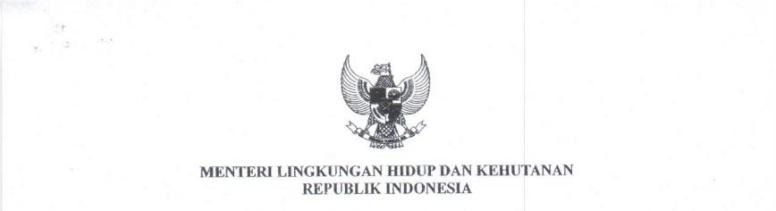 MENTERI LINGKUNGAN HIDUP DAN KEHUTANAN
REPUBLIK INDONESIA